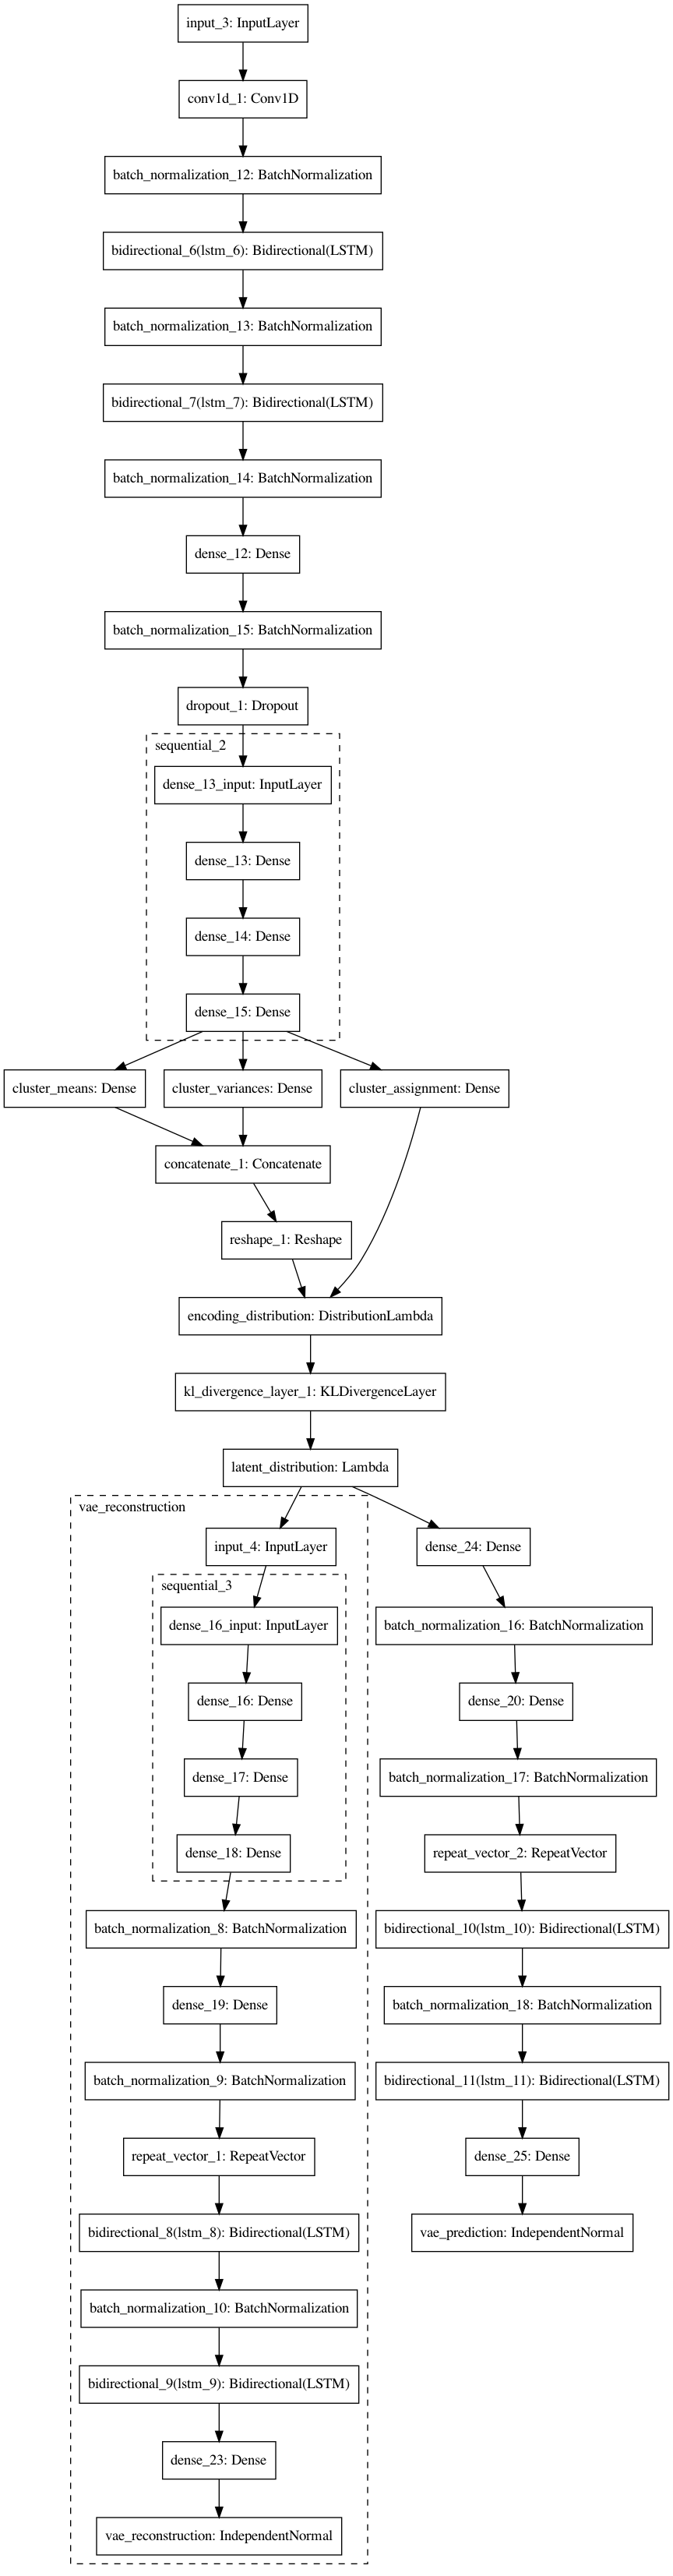 input_3: InputLayer
conv1d_1: Conv1D
batch_normalization_12: BatchNormalization
bidirectional_6(lstm_6): Bidirectional(LSTM)
batch_normalization_13: BatchNormalization
bidirectional_7(lstm_7): Bidirectional(LSTM)
batch_normalization_14: BatchNormalization
dense_12: Dense
batch_normalization_15: BatchNormalization
dropout_1: Dropout
sequential_2
dense_13_input: InputLayer
dense_13: Dense
dense_14: Dense
dense_15: Dense
cluster_means: Dense
cluster_variances: Dense
cluster_assignment: Dense
concatenate_1: Concatenate
reshape_1: Reshape
encoding_distribution: DistributionLambda
kl_divergence_layer_1: KLDivergenceLayer
latent_distribution: Lambda
vae_reconstruction
input_4: InputLayer
sequential_3
dense_16_input: InputLayer
dense_16: Dense
dense_17: Dense
dense_18: Dense
batch_normalization_8: BatchNormalization
dense_19: Dense
batch_normalization_9: BatchNormalization
repeat_vector_1: RepeatVector
bidirectional_8(lstm_8): Bidirectional(LSTM)
batch_normalization_10: BatchNormalization
bidirectional_9(lstm_9): Bidirectional(LSTM)
dense_23: Dense
vae_reconstruction: IndependentNormal
dense_24: Dense
batch_normalization_16: BatchNormalization
dense_20: Dense
batch_normalization_17: BatchNormalization
repeat_vector_2: RepeatVector
bidirectional_10(lstm_10): Bidirectional(LSTM)
batch_normalization_18: BatchNormalization
bidirectional_11(lstm_11): Bidirectional(LSTM)
dense_25: Dense
vae_prediction: IndependentNormal